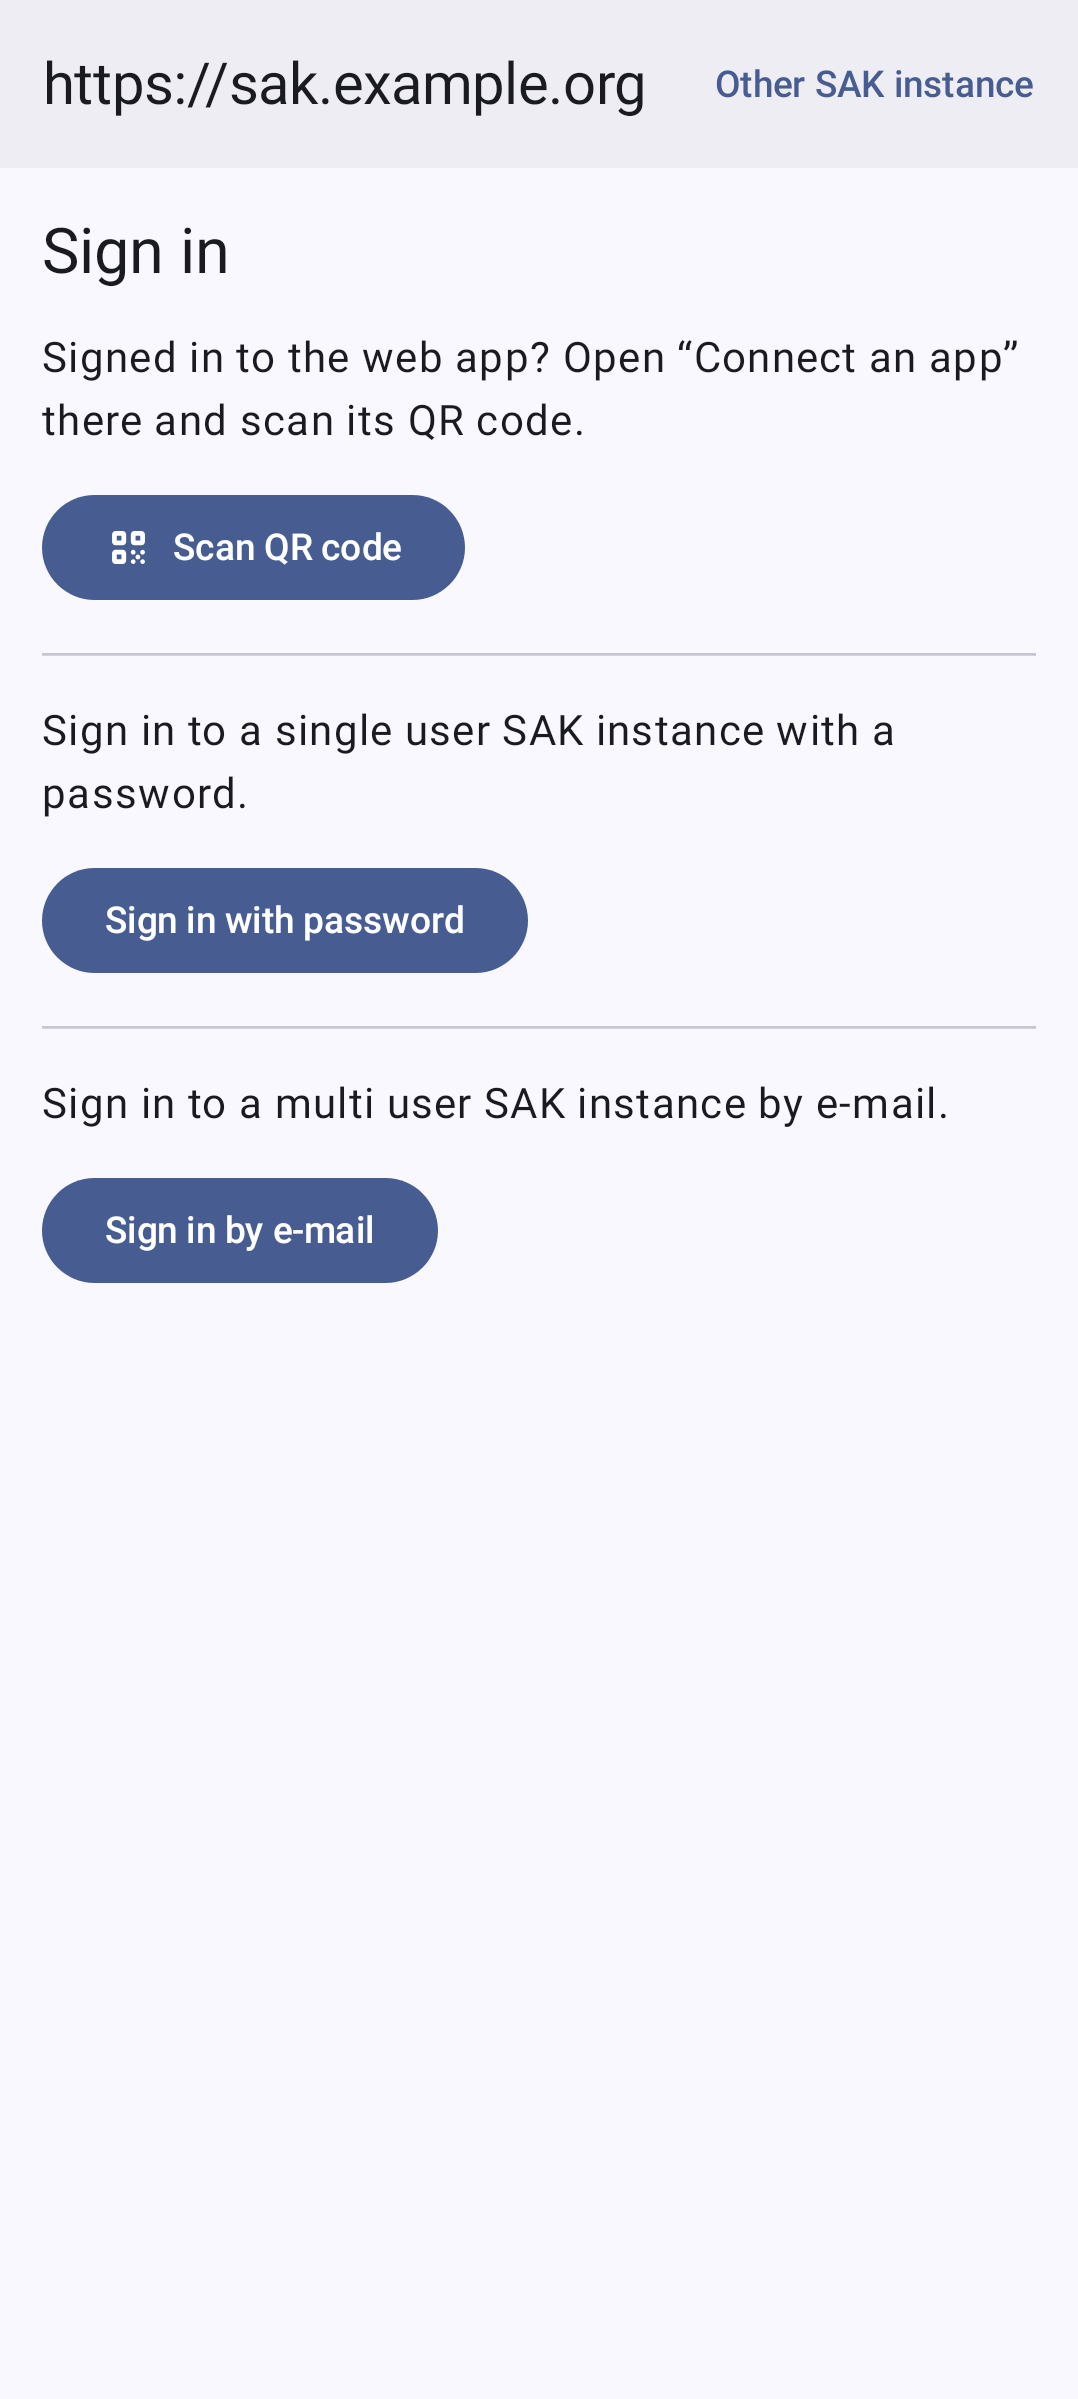 https://sak.example.org
Other SAK instance
Sign in
Signed in to the web app? Open “Connect an app”
there and scan its QR code.
Scan QR code
Sign in to a single user SAK instance with a
password.
Sign in with password
Sign in to a multi user SAK instance by e-mail.
Sign in by e-mail